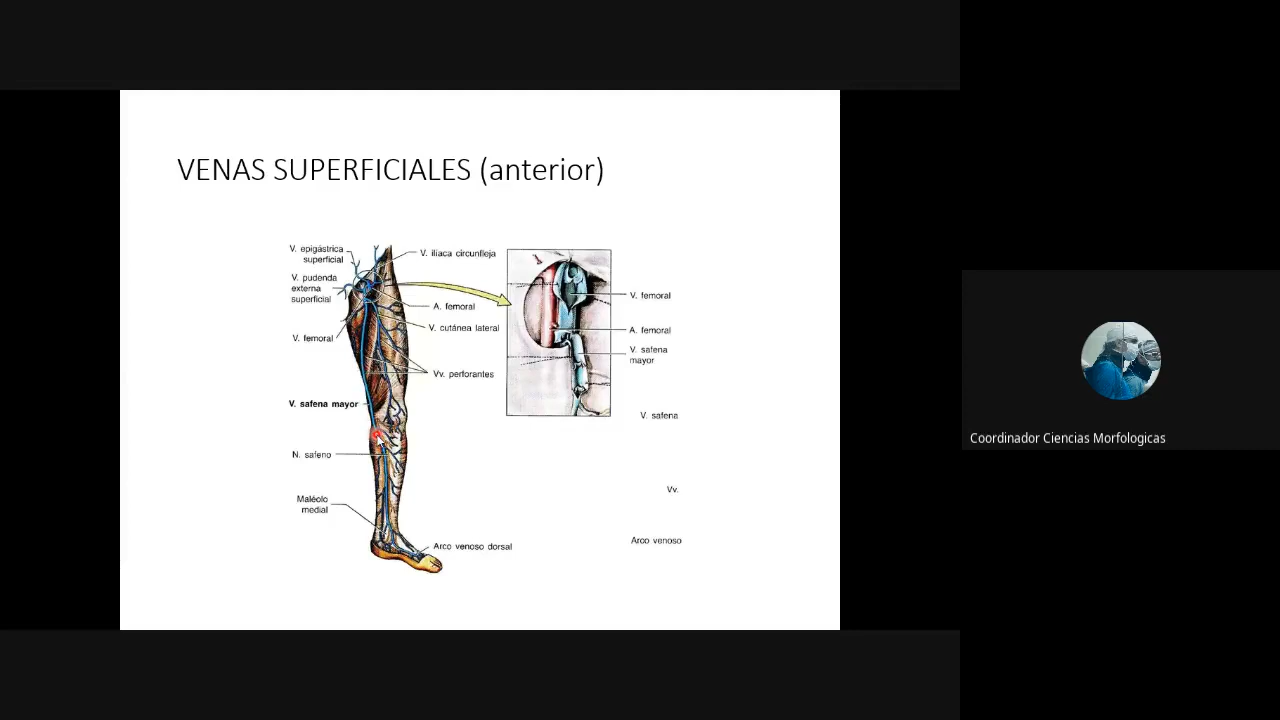 VENAS SUPERFICIALES (anterior)
V. epigástrica
superficial
V. ilíaca circunfleja
V. pudenda
externa
superficial
A. femoral
V. cutánea lateral
V. femoral
Vv. perforantes
V. safena mayor
N. safeno
Maléolo
medial
Arco venoso dorsal
V. femoral
A. femoral
V. safena
mayor
V. safena
Vv.
Arco venoso
Coordinador Ciencias Morfologicas